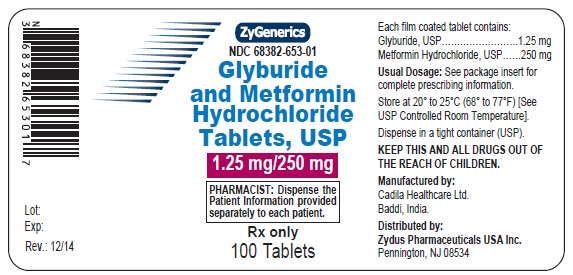 N 3 68382 65301 7
Lot:
Exp:
Rev.: 12/14
ZyGenerics
NDC 68382-653-01
Glyburide
and Metformin
Hydrochloride
Tablets, USP
1.25 mg/250 mg
PHARMACIST: Dispense the
Patient Information provided
separately to each patient.
Rx only
100 Tablets
Each film coated tablet contains:
Glyburide, USP..........................1.25 mg
Metformin Hydrochloride, USP......250 mg
Usual Dosage: See package insert for
complete prescribing information.
Store at 20° to 25°C (68° to 77°F) [See
USP Controlled Room Temperature].
Dispense in a tight container (USP).
KEEP THIS AND ALL DRUGS OUT OF
THE REACH OF CHILDREN.
Manufactured by:
Cadila Healthcare Ltd.
Baddi, India.
Distributed by:
Zydus Pharmaceuticals USA Inc.
Pennington, NJ 08534